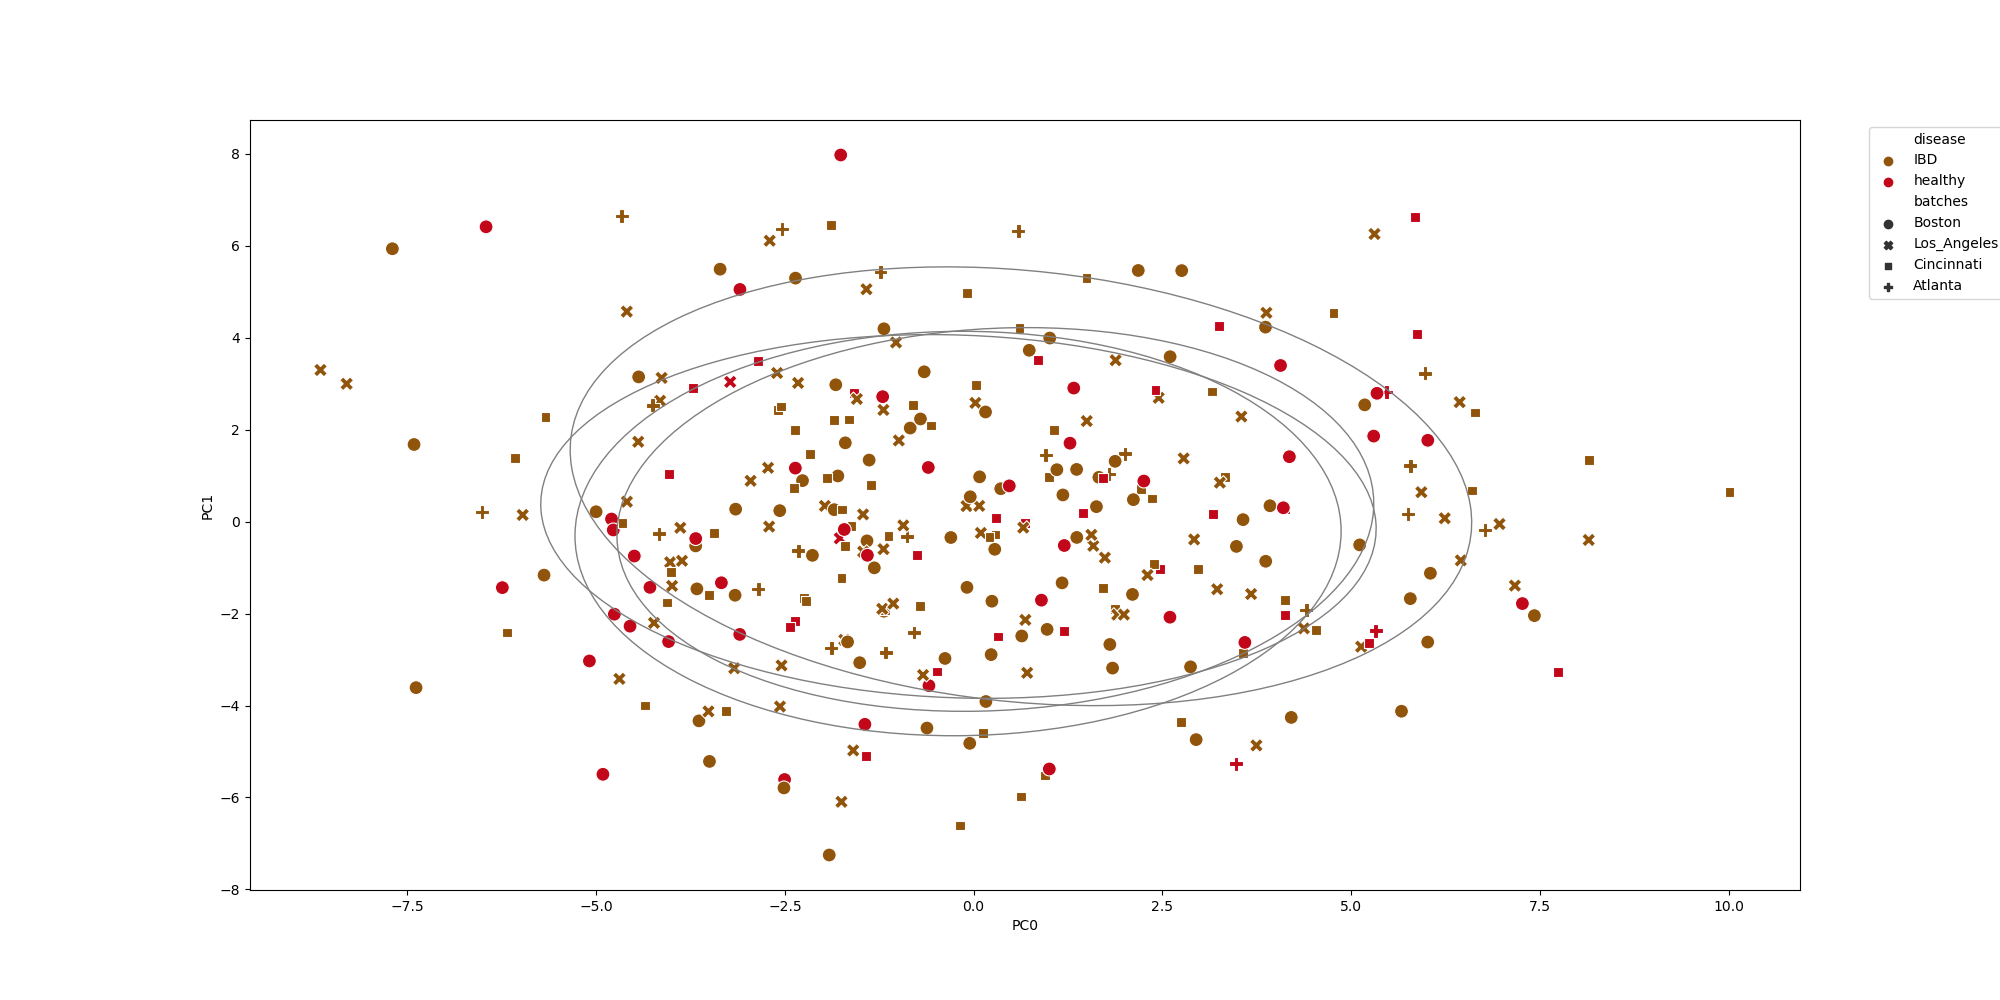 disease
IBD
healthy
batches
Boston
Los_Angeles
Cincinnati
Atlanta
8
6
4
2
0
−2
−4
−6
−8
PC1
−7.5 −5.0 −2.5 0.0 2.5 5.0 7.5 10.0
PC0